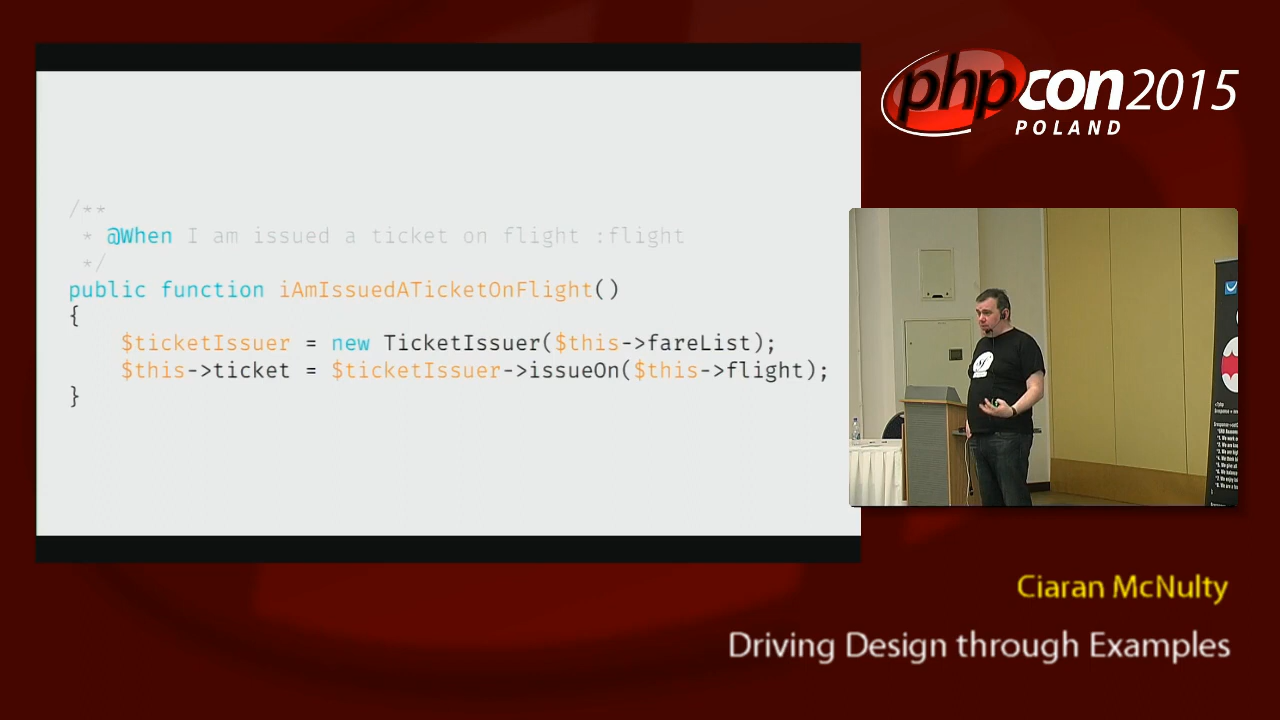 /**
 * @When I am issued a ticket on flight :flight
 */
public function iAmIssuedATicketOnFlight()
{
    $ticketIssuer = new TicketIssuer($this->fareList);
    $this->ticket = $ticketIssuer->issueOn($this->flight);
}
phpcon2015
POLAND
Ciaran McNulty
Driving Design through Examples